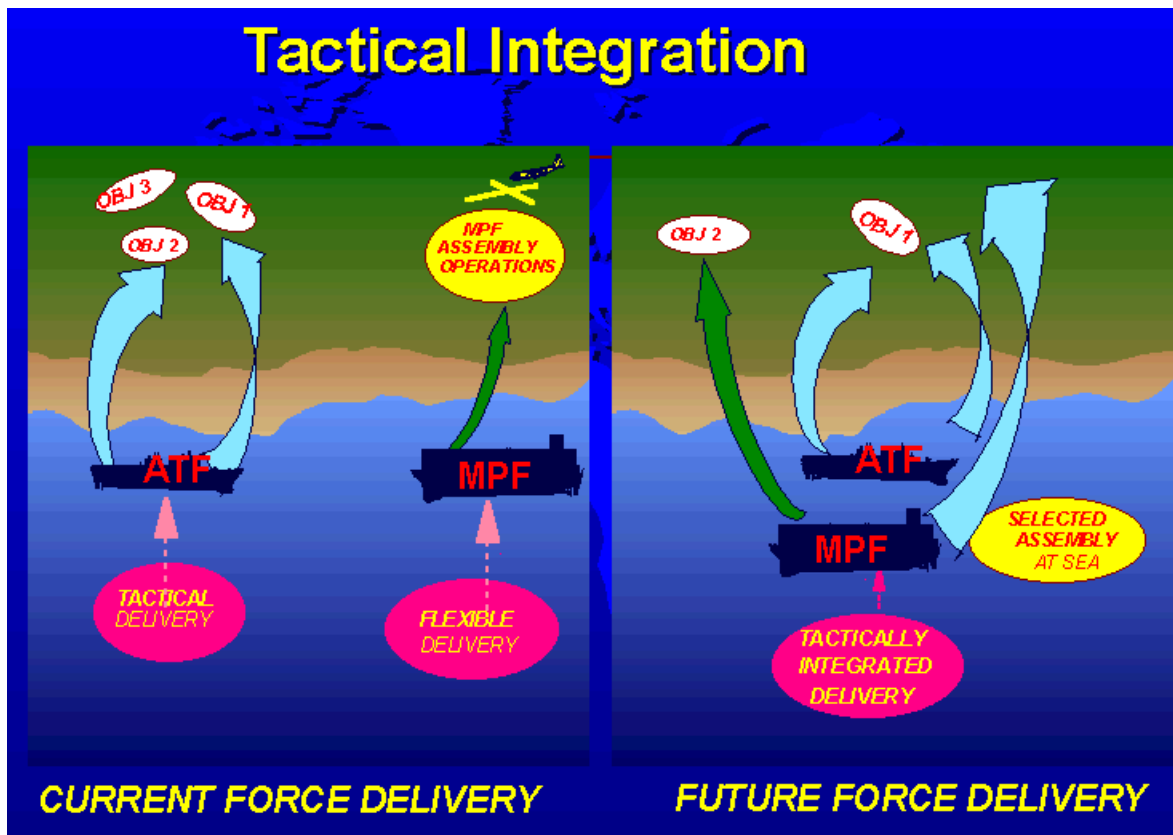 Tactical Integration
OBJ 3
OBJ 1
OBJ 2
MPF
ASSEMBLY
OPERATIONS
ATF
MPF
TACTICAL
DELIVERY
FLEXIBLE
DELIVERY
CURRENT FORCE DELIVERY
OBJ 2
OBJ 1
ATF
MPF
SELECTED
ASSEMBLY
AT SEA
TACTICALLY
INTEGRATED
DELIVERY
FUTURE FORCE DELIVERY